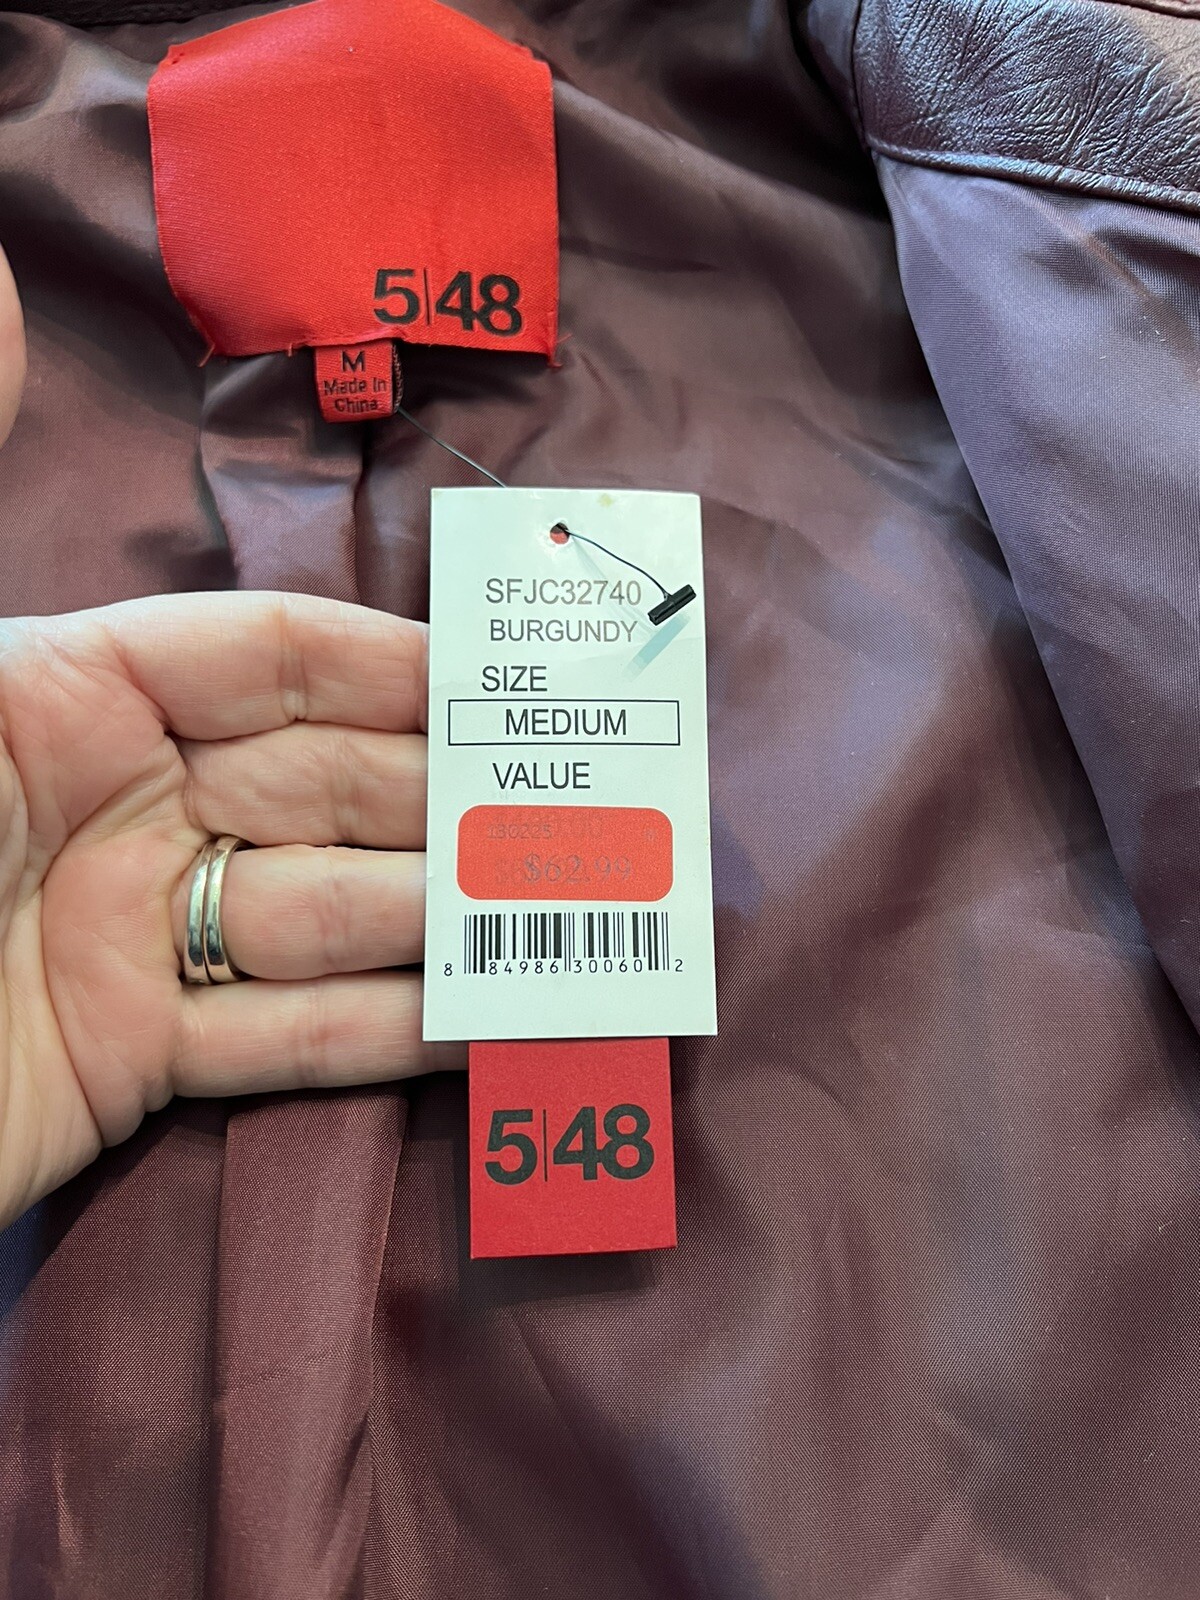 5|48
M
Made In
China
SFJC32740
BURGUNDY
SIZE
MEDIUM
VALUE
$62.99
8 84986 30060 2
5|48